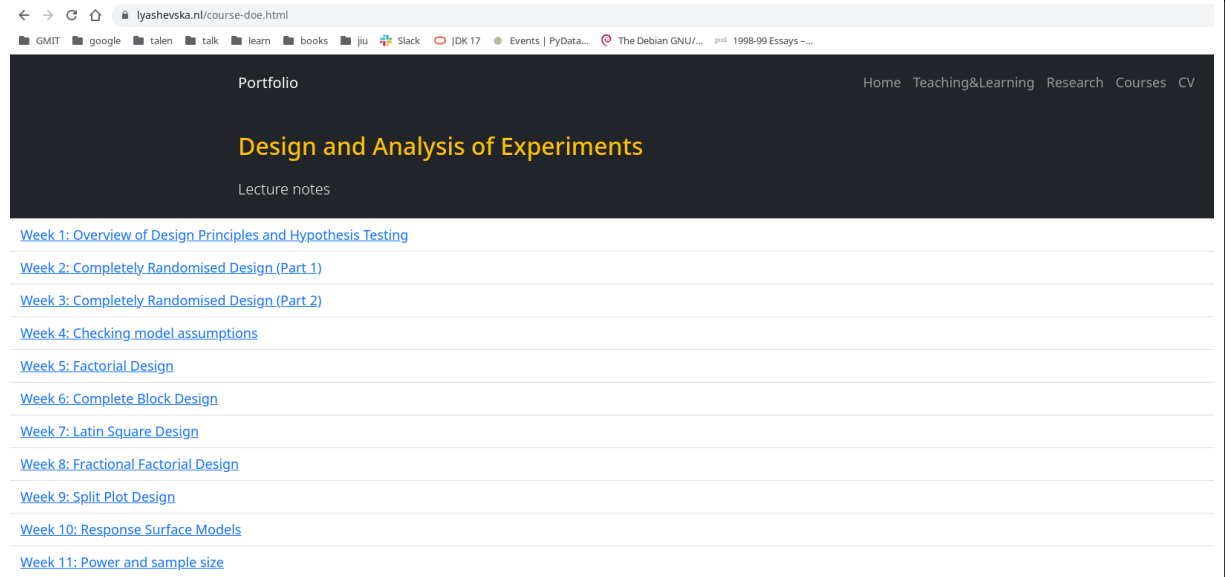 lyashevska.nl/course-doe.html
GMIT google talen talk learn books jiu Slack JDK 17 Events | PyData... The Debian GNU/... pod 1998-99 Essays –...
Portfolio Home Teaching&Learning Research Courses CV
Design and Analysis of Experiments
Lecture notes
Week 1: Overview of Design Principles and Hypothesis Testing
Week 2: Completely Randomised Design (Part 1)
Week 3: Completely Randomised Design (Part 2)
Week 4: Checking model assumptions
Week 5: Factorial Design
Week 6: Complete Block Design
Week 7: Latin Square Design
Week 8: Fractional Factorial Design
Week 9: Split Plot Design
Week 10: Response Surface Models
Week 11: Power and sample size